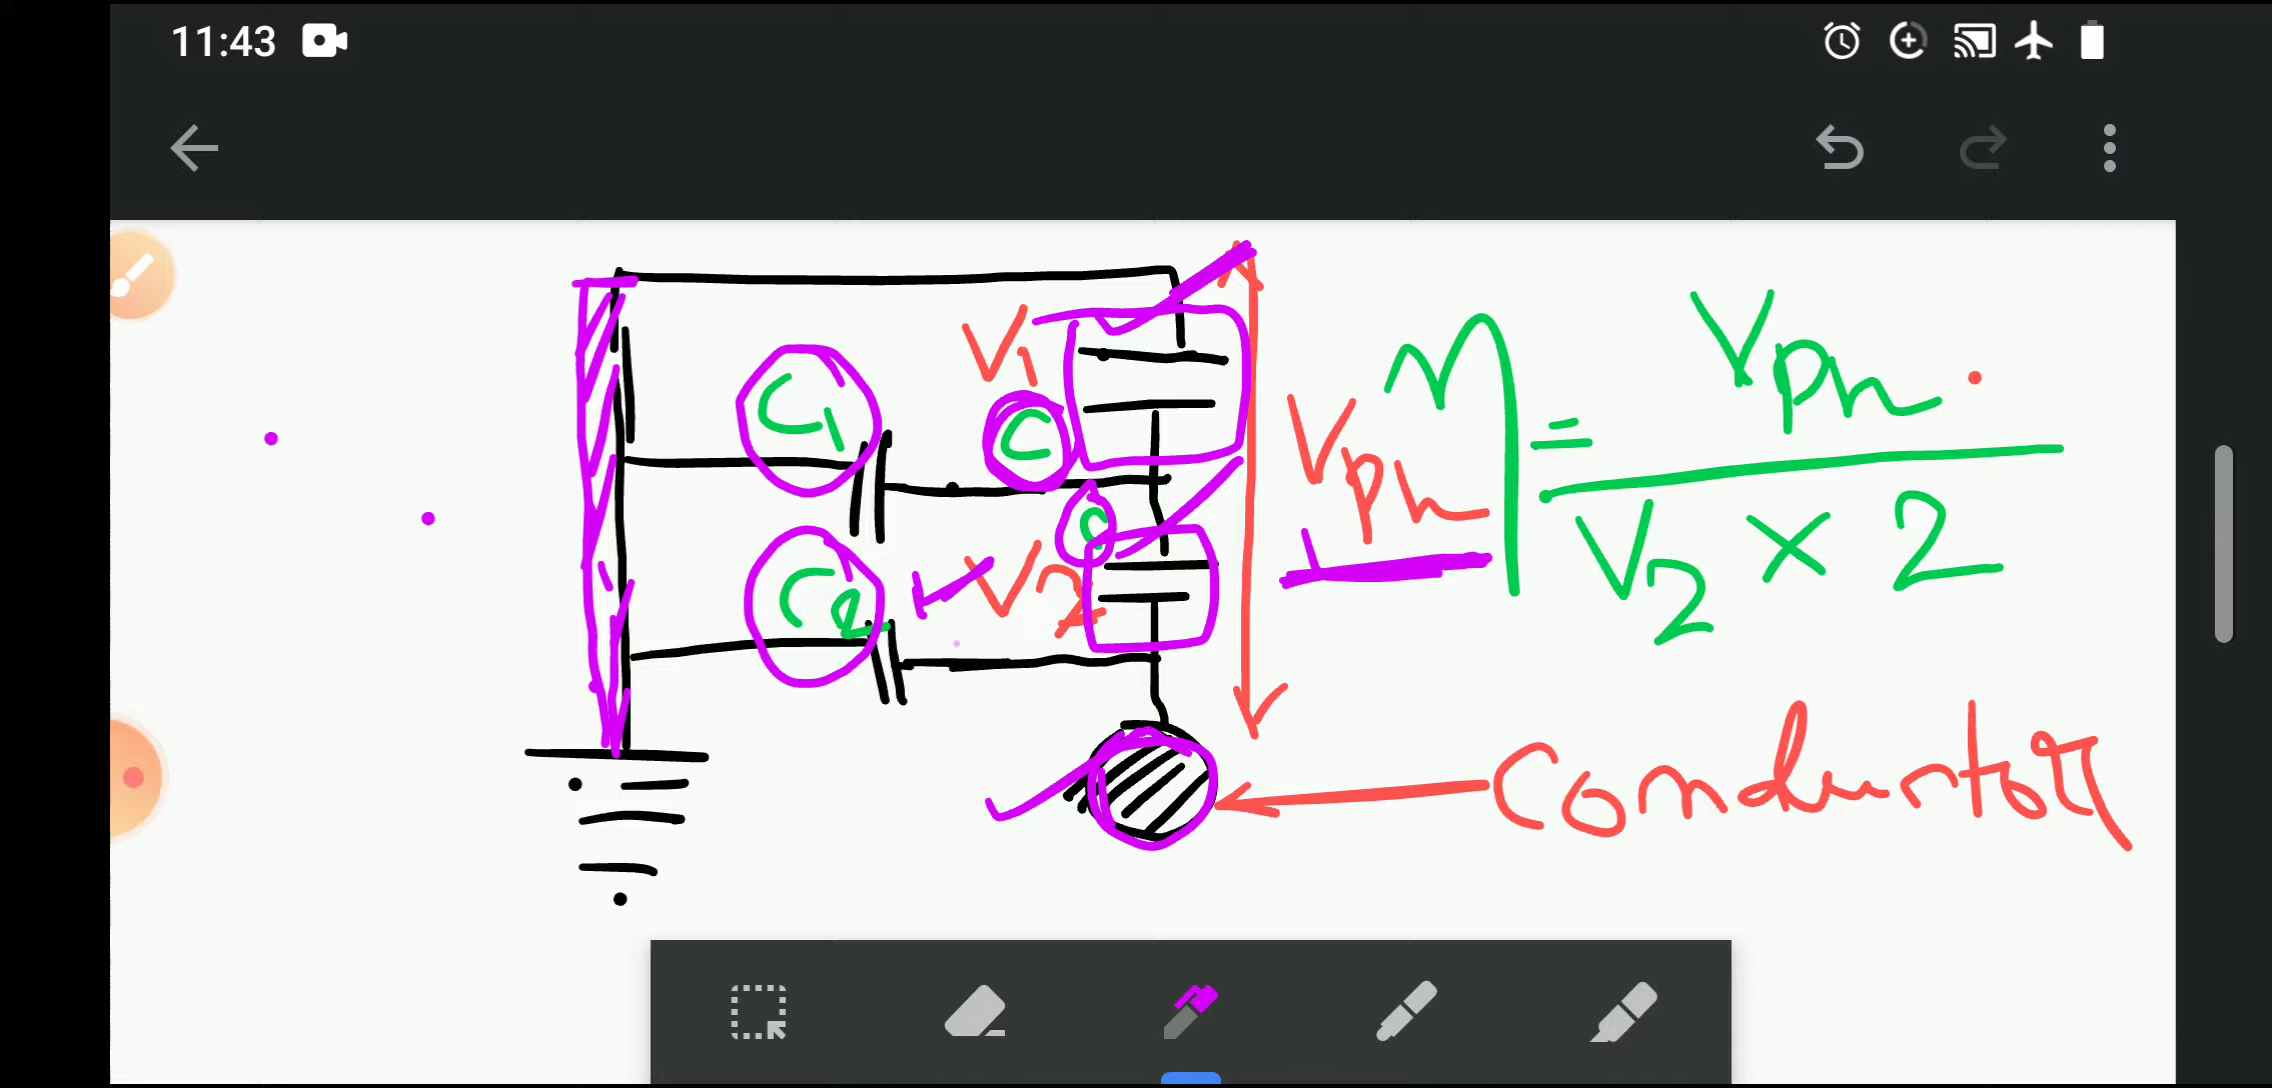 11:43
V1
C1
C
Vph
η = Vph
V2 × 2
C
C2
V2
Conductor